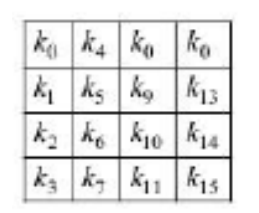 k₀ k₄ k₀ k₀
k₁ k₅ k₉ k₁₃
k₂ k₆ k₁₀ k₁₄
k₃ k₇ k₁₁ k₁₅